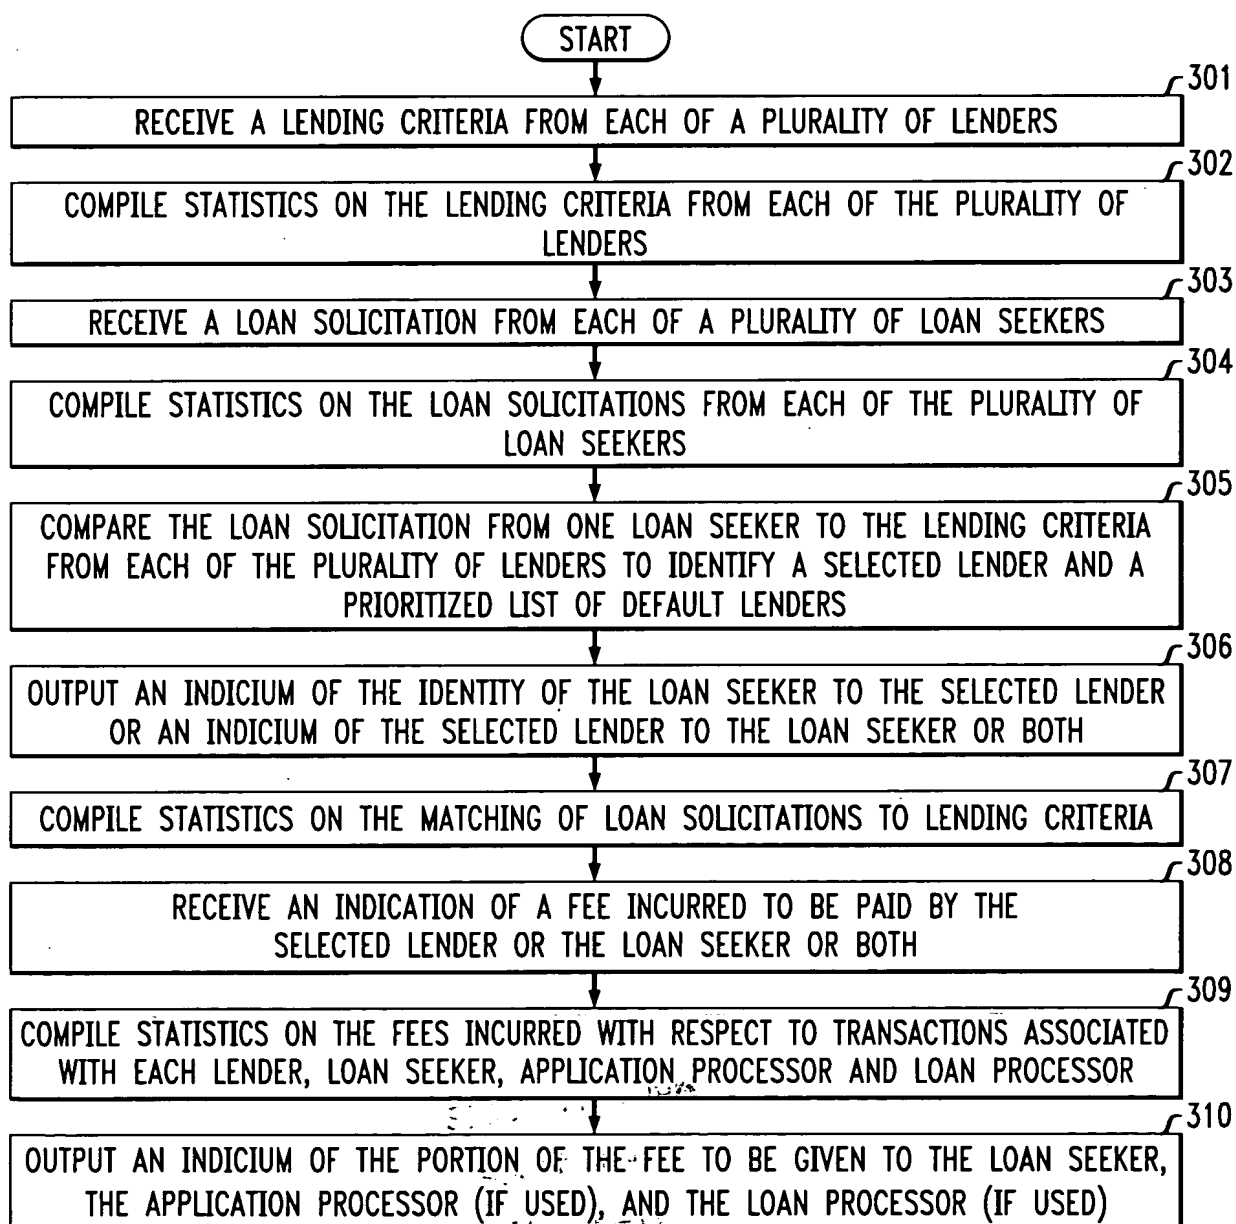 START
301
RECEIVE A LENDING CRITERIA FROM EACH OF A PLURALITY OF LENDERS
302
COMPILE STATISTICS ON THE LENDING CRITERIA FROM EACH OF THE PLURALITY OF
LENDERS
303
RECEIVE A LOAN SOLICITATION FROM EACH OF A PLURALITY OF LOAN SEEKERS
304
COMPILE STATISTICS ON THE LOAN SOLICITATIONS FROM EACH OF THE PLURALITY OF
LOAN SEEKERS
305
COMPARE THE LOAN SOLICITATION FROM ONE LOAN SEEKER TO THE LENDING CRITERIA
FROM EACH OF THE PLURALITY OF LENDERS TO IDENTIFY A SELECTED LENDER AND A
PRIORITIZED LIST OF DEFAULT LENDERS
306
OUTPUT AN INDICIUM OF THE IDENTITY OF THE LOAN SEEKER TO THE SELECTED LENDER
OR AN INDICIUM OF THE SELECTED LENDER TO THE LOAN SEEKER OR BOTH
307
COMPILE STATISTICS ON THE MATCHING OF LOAN SOLICITATIONS TO LENDING CRITERIA
308
RECEIVE AN INDICATION OF A FEE INCURRED TO BE PAID BY THE
SELECTED LENDER OR THE LOAN SEEKER OR BOTH
309
COMPILE STATISTICS ON THE FEES INCURRED WITH RESPECT TO TRANSACTIONS ASSOCIATED
WITH EACH LENDER, LOAN SEEKER, APPLICATION PROCESSOR AND LOAN PROCESSOR
310
OUTPUT AN INDICIUM OF THE PORTION OF THE FEE TO BE GIVEN TO THE LOAN SEEKER,
THE APPLICATION PROCESSOR (IF USED), AND THE LOAN PROCESSOR (IF USED)